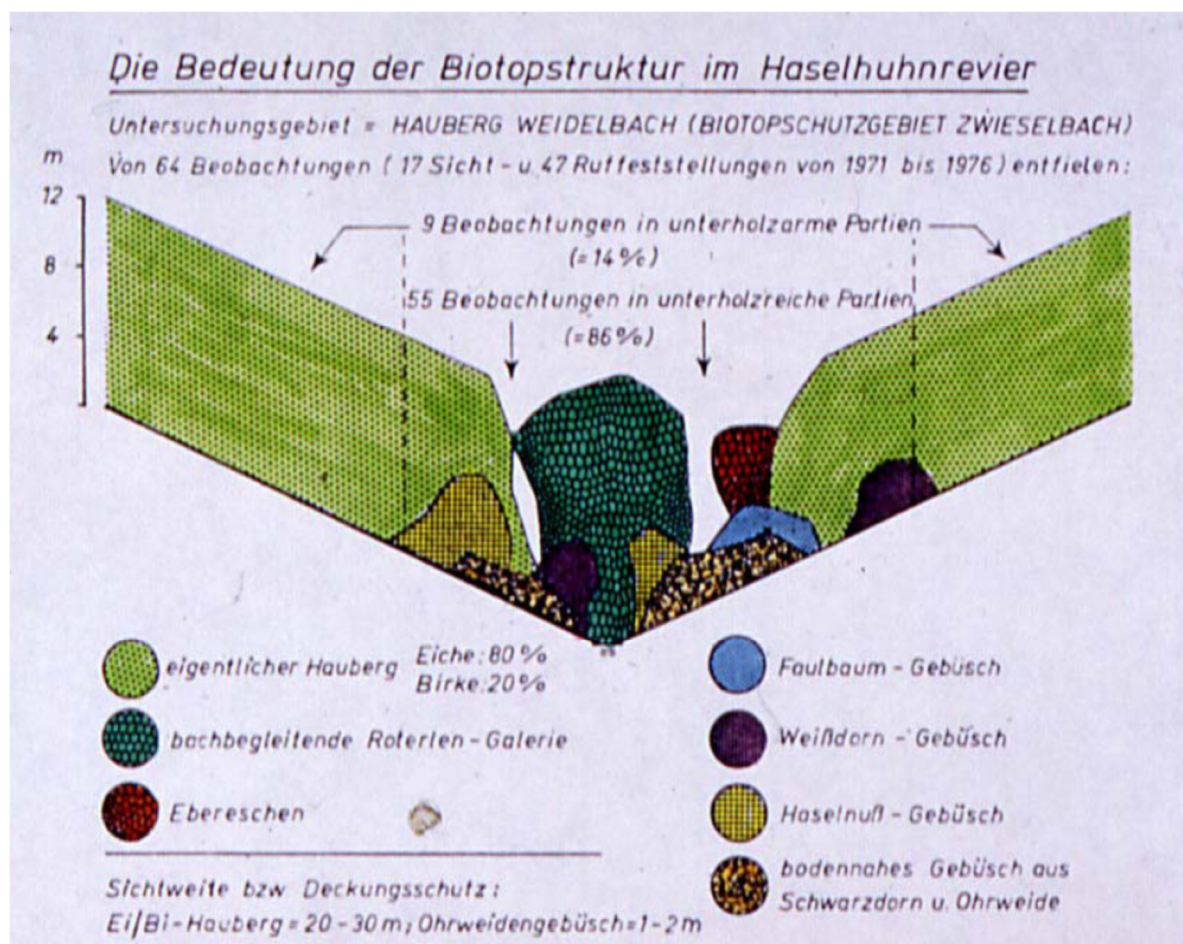 Die Bedeutung der Biotopstruktur im Haselhuhnrevier
Untersuchungsgebiet = HAUBERG WEIDELBACH (BIOTOPSCHUTZGEBIET ZWIESELBACH)
Von 64 Beobachtungen (17 Sicht- u. 47 Ruffeststellungen von 1971 bis 1976) entfielen:
m
12
8
4
9 Beobachtungen in unterholzarme Partien
(=14%)
55 Beobachtungen in unterholzreiche Partien
(=86%)
eigentlicher Hauberg Eiche: 80%
Birke: 20%
bachbegleitende Roterlen-Galerie
Ebereschen
Faulbaum-Gebüsch
Weißdorn-Gebüsch
Haselnuß-Gebüsch
bodennahes Gebüsch aus
Schwarzdorn u. Ohrweide
Sichtweite bzw Deckungsschutz:
Ei/Bi-Hauberg = 20-30 m; Ohrweidengebüsch = 1-2 m